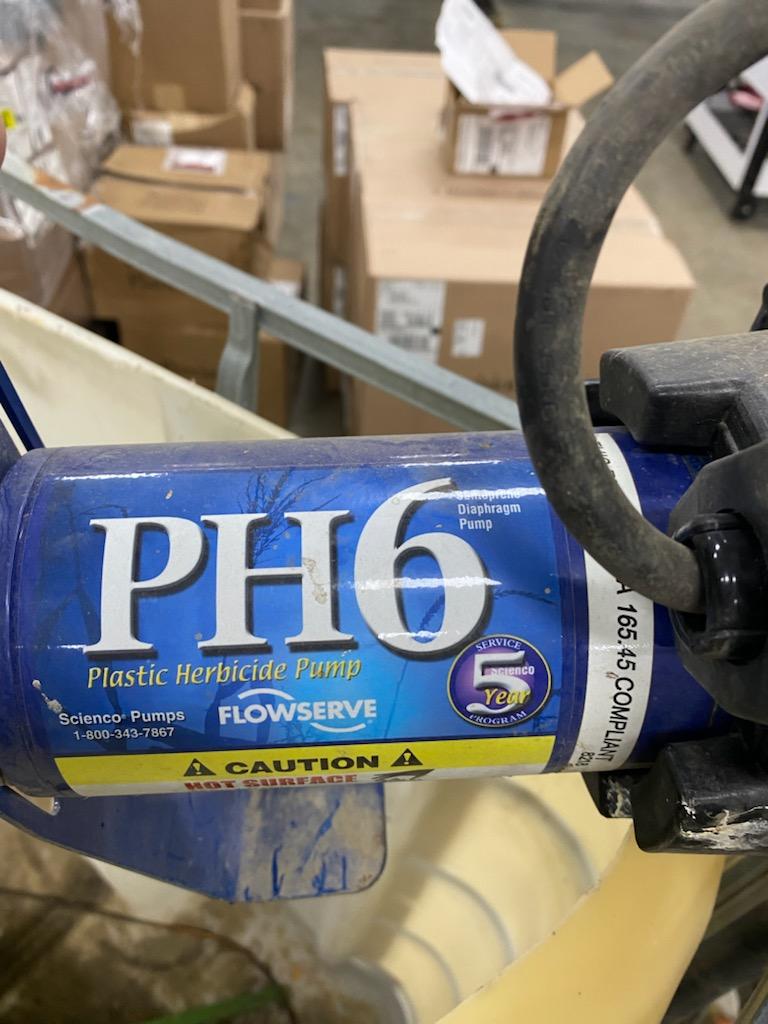 PH6
Santoprene
Diaphragm
Pump
Plastic Herbicide Pump
Scienco® Pumps
1-800-343-7867
FLOWSERVE®
SERVICE
5
Scienco
Year
PROGRAM
CAUTION
HOT SURFACE
A 165.45 COMPLIANT